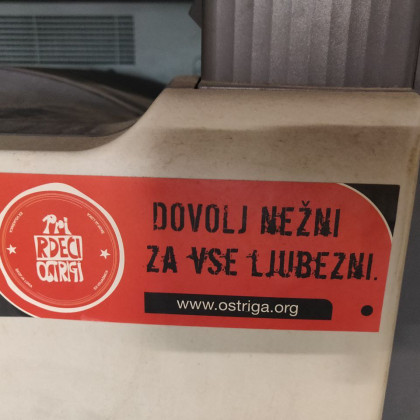 Pri
RDEČI
OSTRIGI
DOVOLJ NEŽNI
ZA VSE LJUBEZNI.
www.ostriga.org